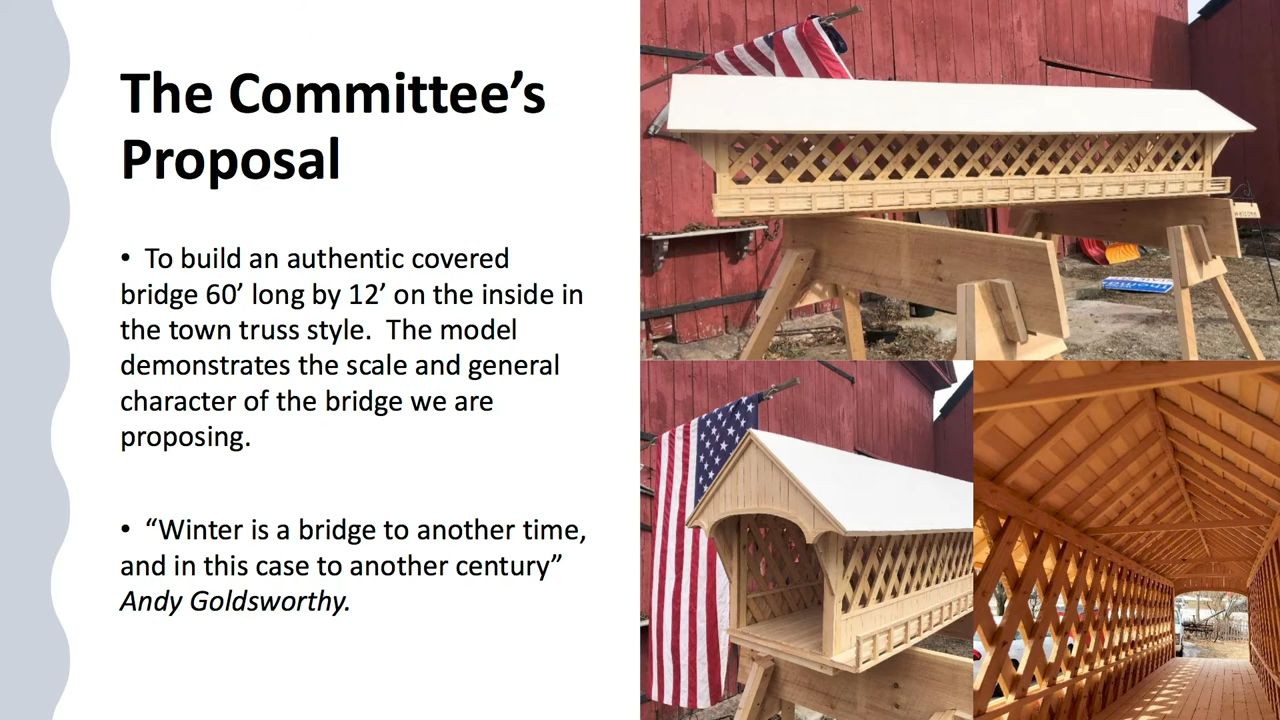 The Committee’s
Proposal
• To build an authentic covered
bridge 60’ long by 12’ on the inside in
the town truss style.  The model
demonstrates the scale and general
character of the bridge we are
proposing.
• “Winter is a bridge to another time,
and in this case to another century”
Andy Goldsworthy.
welcome